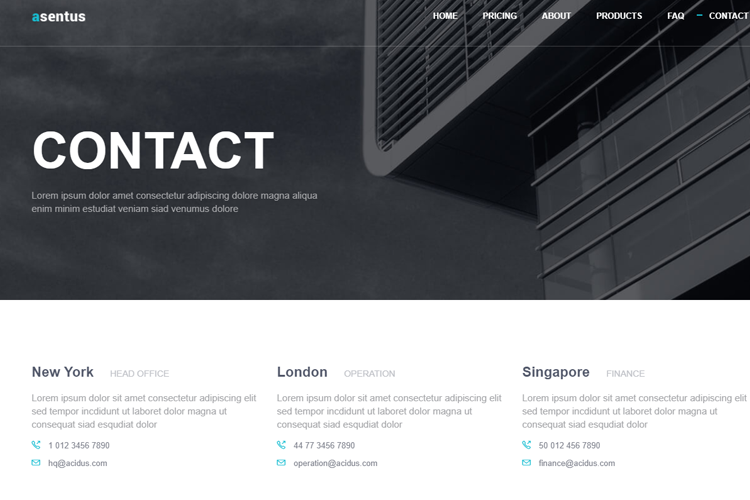 asentus
HOME PRICING ABOUT PRODUCTS FAQ CONTACT
CONTACT
Lorem ipsum dolor amet consectetur adipiscing dolore magna aliqua
enim minim estudiat veniam siad venumus dolore
New York HEAD OFFICE
Lorem ipsum dolor sit amet consectetur adipiscing elit
sed tempor incdidunt ut laboret dolor magna ut
consequat siad esqudiat dolor
1 012 3456 7890
hq@acidus.com
London OPERATION
Lorem ipsum dolor sit amet consectetur adipiscing elit
sed tempor incdidunt ut laboret dolor magna ut
consequat siad esqudiat dolor
44 77 3456 7890
operation@acidus.com
Singapore FINANCE
Lorem ipsum dolor sit amet consectetur adipiscing elit
sed tempor incdidunt ut laboret dolor magna ut
consequat siad esqudiat dolor
50 012 456 7890
finance@acidus.com